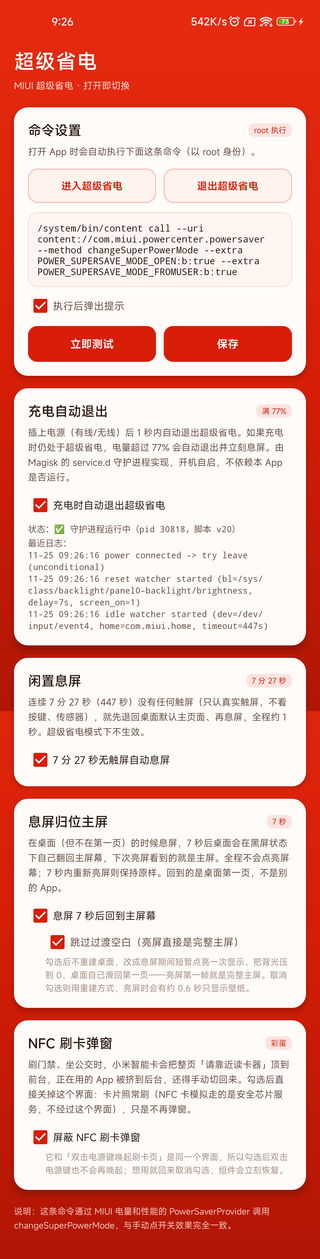 9:26
542K/s
73
超级省电
MIUI 超级省电 · 打开即切换
命令设置
root 执行
打开 App 时会自动执行下面这条命令（以 root 身份）。
进入超级省电
退出超级省电
/system/bin/content call --uri
content://com.miui.powercenter.powersaver
--method changeSuperPowerMode --extra
POWER_SUPERSAVE_MODE_OPEN:b:true --extra
POWER_SUPERSAVE_MODE_FROMUSER:b:true
执行后弹出提示
立即测试
保存
充电自动退出
满 77%
插上电源（有线/无线）后 1 秒内自动退出超级省电。如果充电
时仍处于超级省电，电量超过 77% 会自动退出并立刻息屏。由
Magisk 的 service.d 守护进程实现，开机自启，不依赖本 App
是否运行。
充电时自动退出超级省电
状态：✅ 守护进程运行中（pid 30818，脚本 v20）
最近日志：
11-25 09:26:16 power connected -> try leave
(unconditional)
11-25 09:26:16 reset watcher started (bl=/sys/
class/backlight/panel0-backlight/brightness,
delay=7s, screen_on=1)
11-25 09:26:16 idle watcher started (dev=/dev/
input/event4, home=com.miui.home, timeout=447s)
闲置息屏
7 分 27 秒
连续 7 分 27 秒（447 秒）没有任何触屏（只认真实触屏，不看
按键、传感器），就先退回桌面默认主页面、再息屏，全程约 1
秒。超级省电模式下不生效。
7 分 27 秒无触屏自动息屏
息屏归位主屏
7 秒
在桌面（但不在第一页）的时候息屏，7 秒后桌面会在黑屏状态
下自己翻回主屏幕，下次亮屏看到的就是主屏。全程不会点亮屏
幕；7 秒内重新亮屏则保持原样。回到的是桌面第一页，不是别
的 App。
息屏 7 秒后回到主屏幕
跳过过渡空白（亮屏直接是完整主屏）
勾选后不重建桌面，改成息屏期间短暂点亮一次显示、把背光压
到 0，桌面自己滑回第一页——亮屏第一帧就是完整主屏。取消
勾选则用重建方式，亮屏时会有约 0.6 秒只显示壁纸。
NFC 刷卡弹窗
彩蛋
刷门禁、坐公交时，小米智能卡会把整页「请靠近读卡器」顶到
前台，正在用的 App 被挤到后台，还得手动切回来。勾选后直
接关掉这个界面：卡片照常刷（NFC 卡模拟走的是安全芯片服
务，不经过这个界面），只是不再弹窗。
屏蔽 NFC 刷卡弹窗
它和「双击电源键唤起刷卡页」是同一个界面，所以勾选后双击
电源键也不会再唤起；想用就回来取消勾选，组件会立刻恢复。
说明：这条命令通过 MIUI 电量和性能的 PowerSaverProvider 调用
changeSuperPowerMode，与手动点开关效果完全一致。